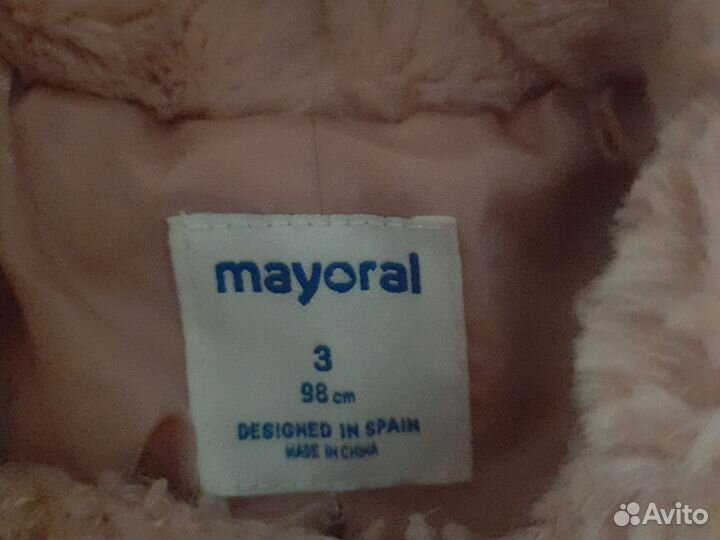 mayoral
3
98 cm
DESIGNED IN SPAIN
MADE IN CHINA
Avito